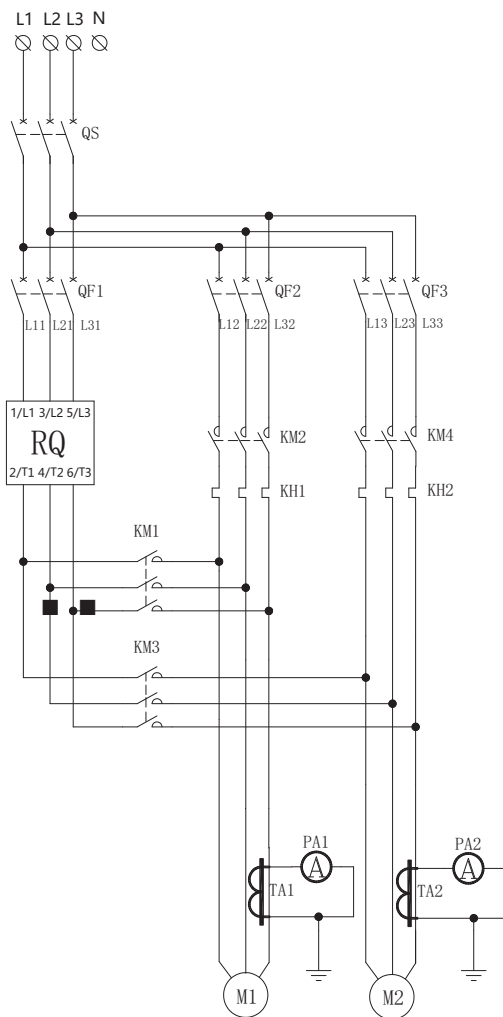 L1 L2 L3 N
QS
QF1 QF2 QF3
L11 L21 L31 L12 L22 L32 L13 L23 L33
1/L1 3/L2 5/L3
RQ
2/T1 4/T2 6/T3
KM2 KM4
KH1 KH2
KM1
KM3
PA1 PA2
A A
TA1 TA2
M1 M2